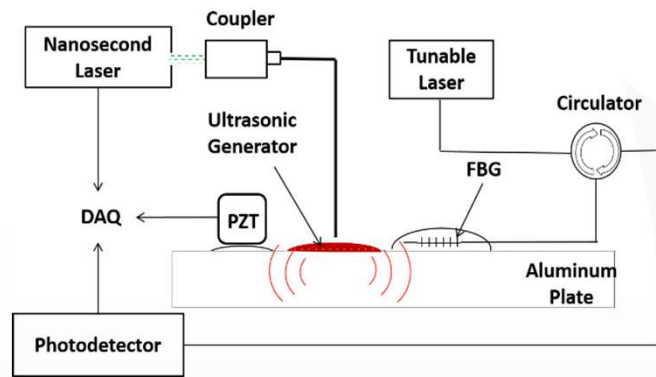 Coupler
Nanosecond
Laser
Tunable
Laser
Circulator
Ultrasonic
Generator
FBG
DAQ
PZT
Aluminum
Plate
Photodetector